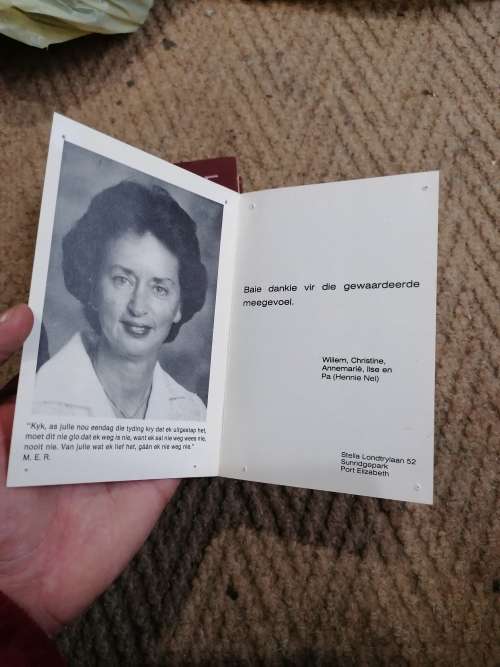 "Kyk, as julle nou eendag die tyding kry dat ek uitgestap het,
moet dit nie glo dat ek weg is nie, want ek sal nie weg wees nie,
nooit nie. Van julle wat ek lief het, gáán ek nie weg nie."
M. E. R.
Baie dankie vir die gewaardeerde
meegevoel.
Willem, Christine,
Annemarié, Ilse en
Pa (Hennie Nel)
Stella Londtrylaan 52
Sunridgepark
Port Elizabeth